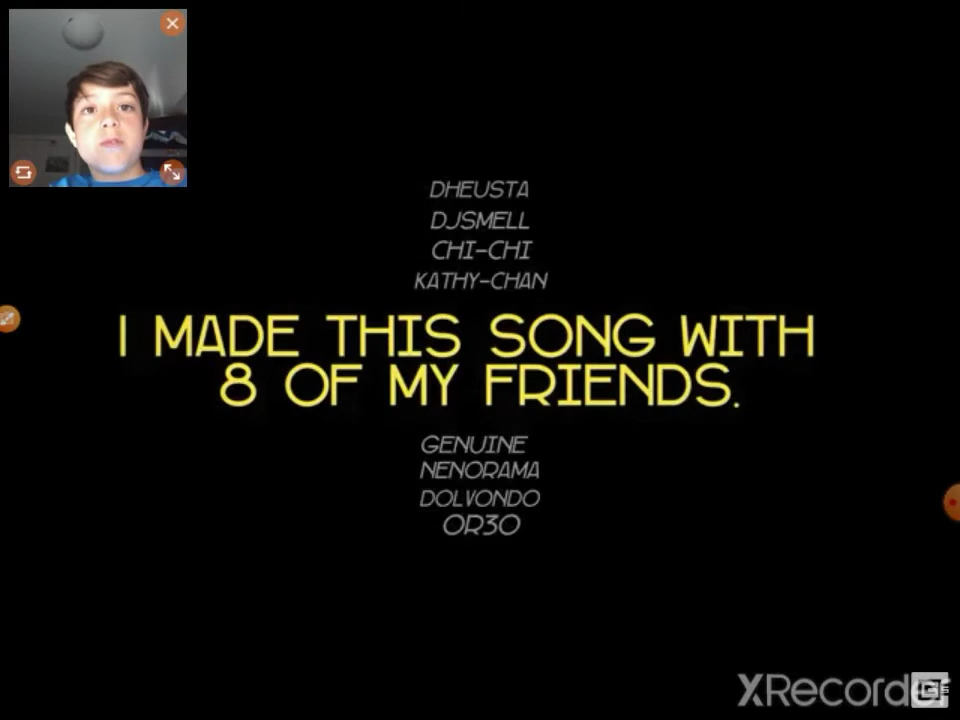 DHEUSTA
DJSMELL
CHI-CHI
KATHY-CHAN
I MADE THIS SONG WITH
8 OF MY FRIENDS.
GENUINE
NENORAMA
DOLVONDO
OR3O
XRecorder